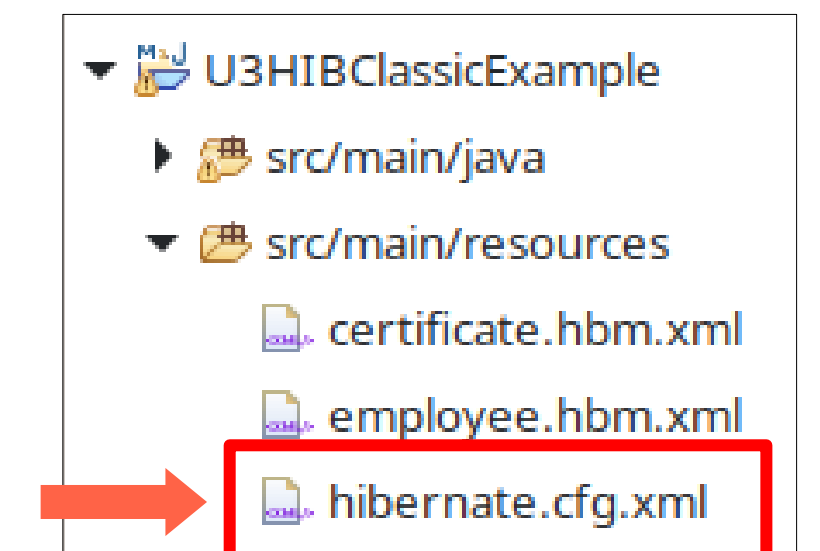 U3HIBClassicExample
src/main/java
src/main/resources
certificate.hbm.xml
employee.hbm.xml
hibernate.cfg.xml